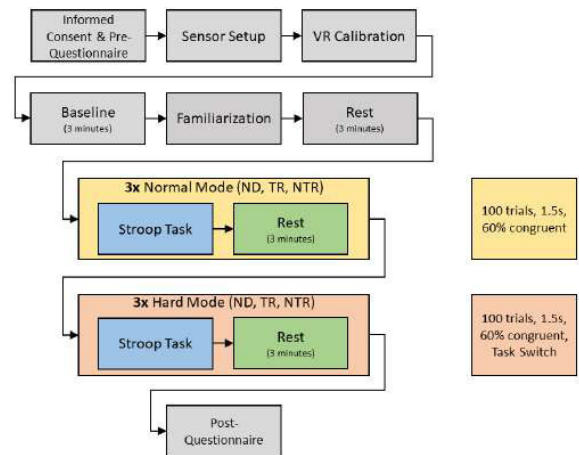 Informed
Consent & Pre-
Questionnaire
Sensor Setup
VR Calibration
Baseline
(3 minutes)
Familiarization
Rest
(3 minutes)
3x Normal Mode (ND, TR, NTR)
Stroop Task
Rest
(3 minutes)
100 trials, 1.5s,
60% congruent
3x Hard Mode (ND, TR, NTR)
Stroop Task
Rest
(3 minutes)
100 trials, 1.5s,
60% congruent,
Task Switch
Post-
Questionnaire